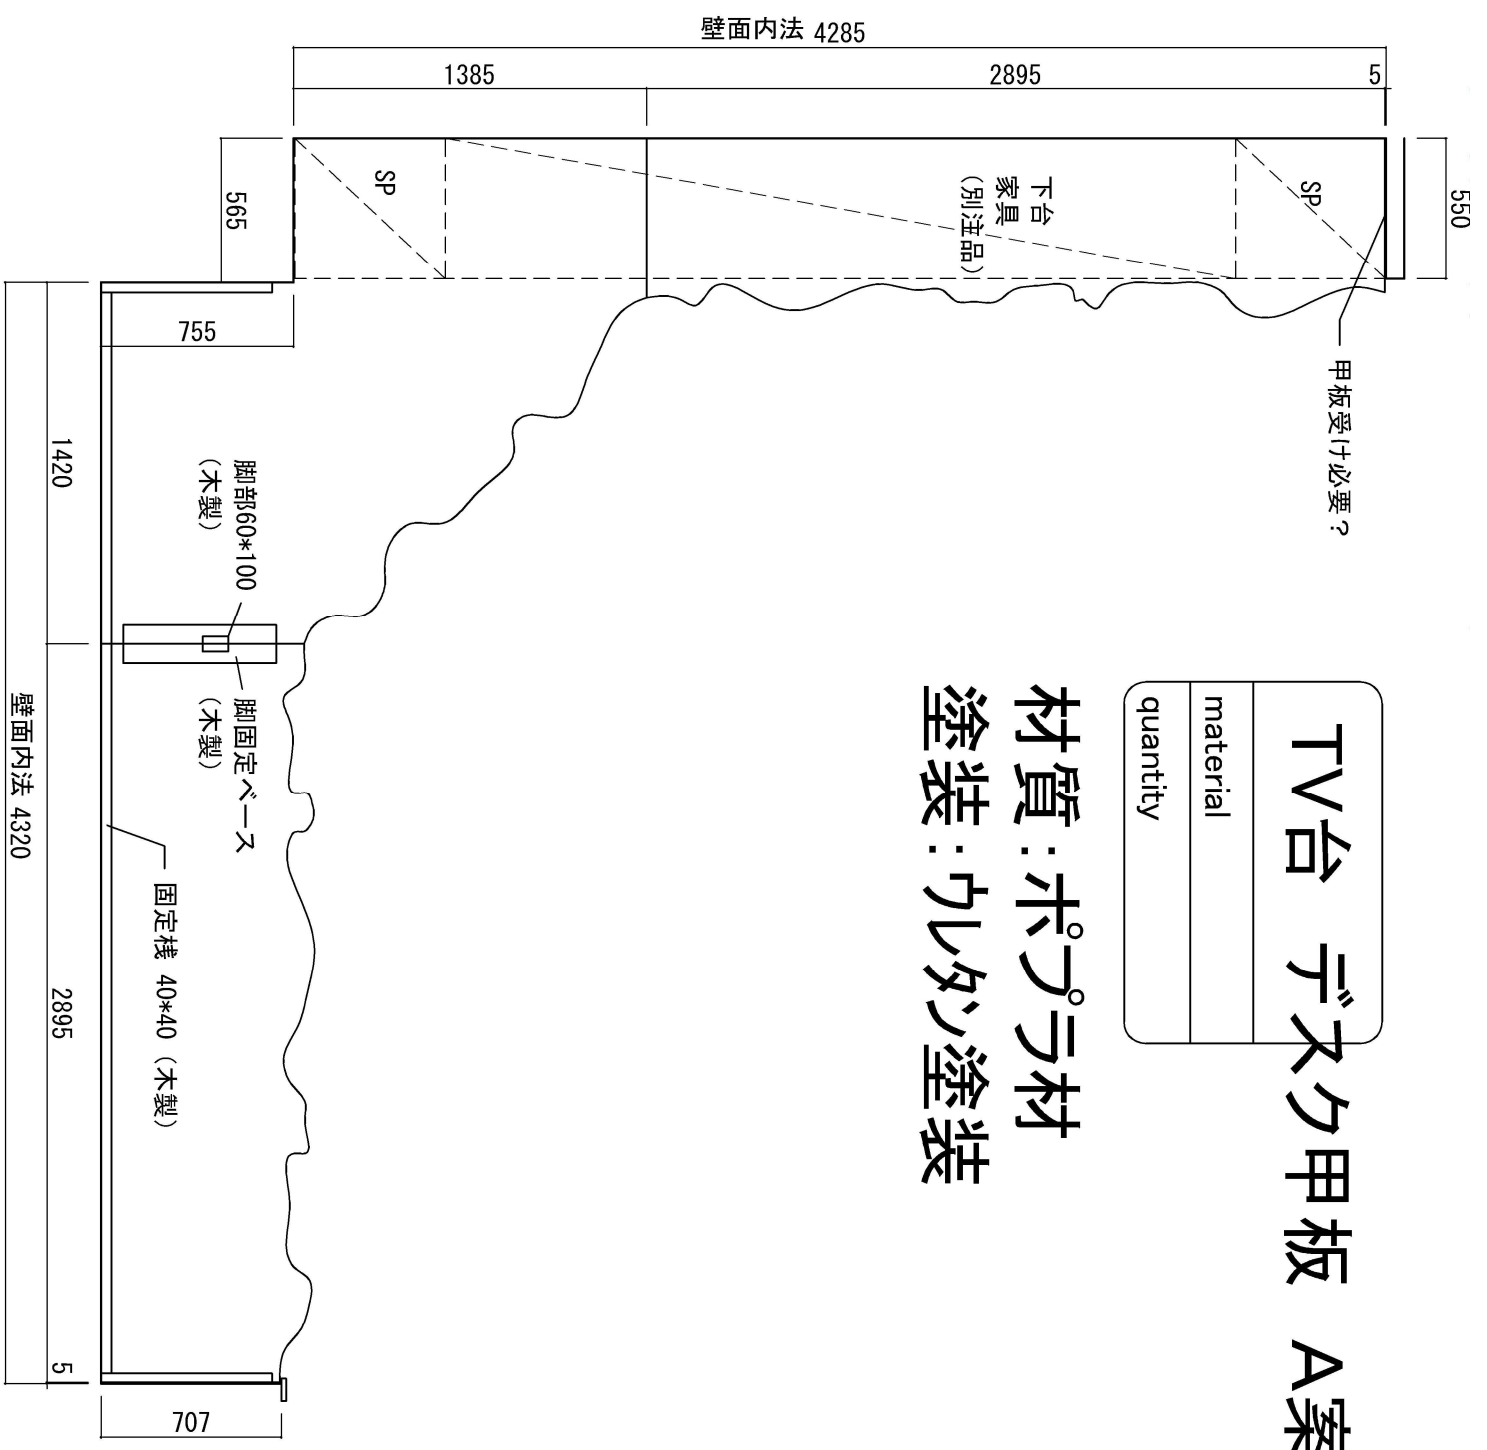 TV台 デスク甲板 A案
material
quantity
材質：ポプラ材
塗装：ウレタン塗装
壁面内法 4285
1385
2895
5
550
565
755
SP
下台
家具
（別注品）
SP
甲板受け必要？
脚部60*100
（木製）
脚固定ベース
（木製）
固定桟 40*40（木製）
1420
2895
5
壁面内法 4320
707